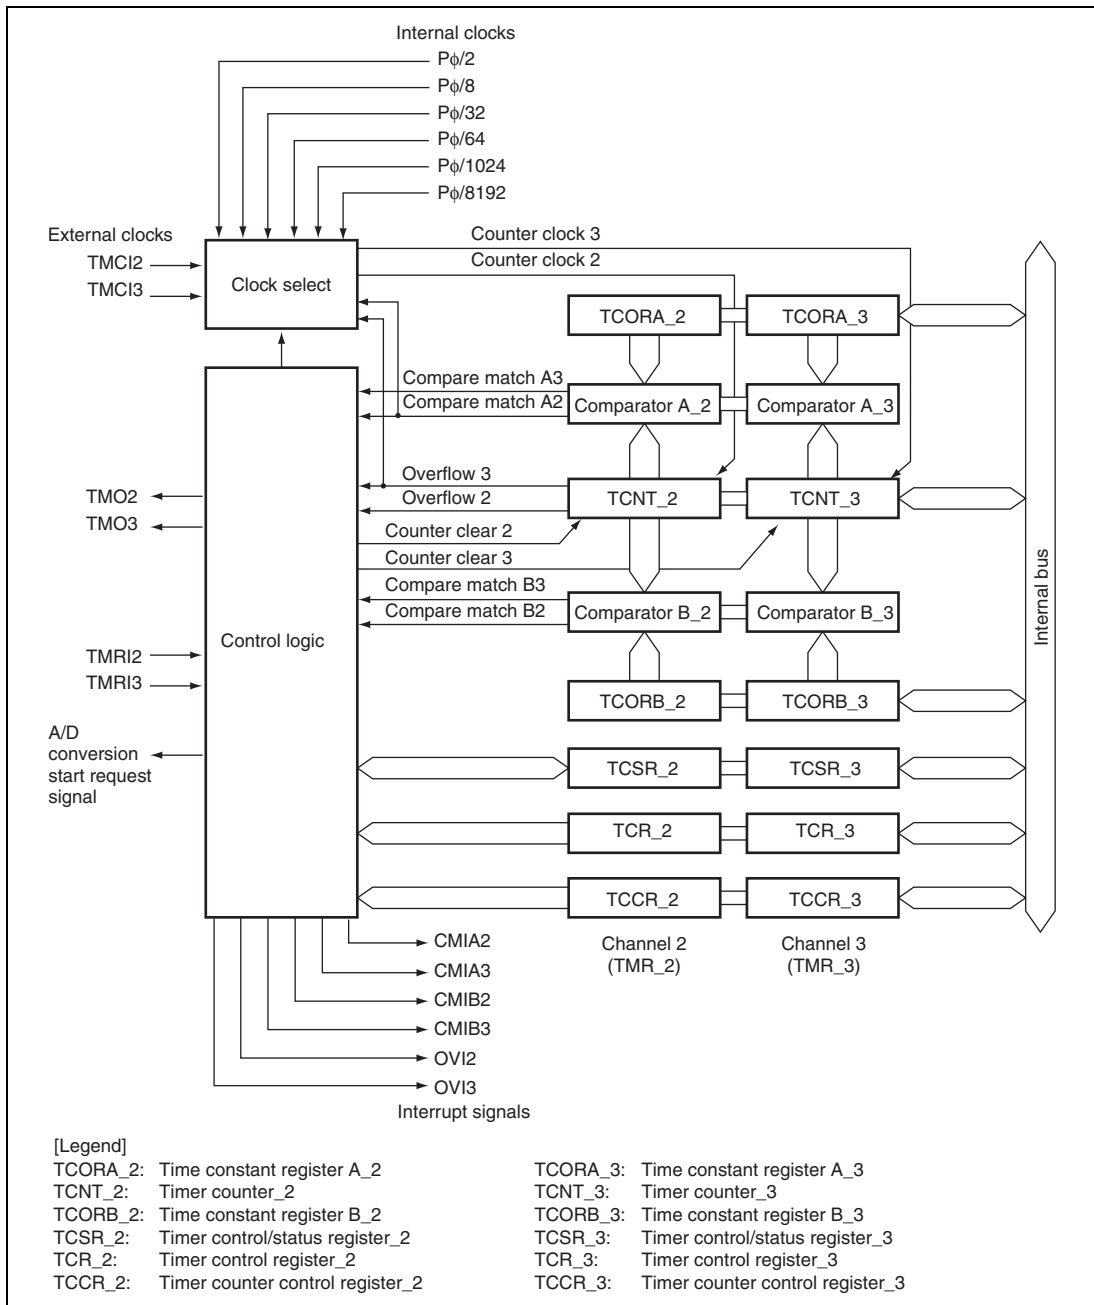 Internal clocks
Pϕ/2
Pϕ/8
Pϕ/32
Pϕ/64
Pϕ/1024
Pϕ/8192
External clocks
TMCI2
TMCI3
Clock select
Counter clock 3
Counter clock 2
TCORA_2
TCORA_3
Compare match A3
Compare match A2
Comparator A_2
Comparator A_3
TMO2
TMO3
Overflow 3
Overflow 2
TCNT_2
TCNT_3
Counter clear 2
Counter clear 3
Compare match B3
Compare match B2
Comparator B_2
Comparator B_3
Control logic
Internal bus
TMRI2
TMRI3
TCORB_2
TCORB_3
A/D
conversion
start request
signal
TCSR_2
TCSR_3
TCR_2
TCR_3
TCCR_2
TCCR_3
Channel 2
(TMR_2)
Channel 3
(TMR_3)
CMIA2
CMIA3
CMIB2
CMIB3
OVI2
OVI3
Interrupt signals
[Legend]
TCORA_2: Time constant register A_2
TCNT_2: Timer counter_2
TCORB_2: Time constant register B_2
TCSR_2: Timer control/status register_2
TCR_2: Timer control register_2
TCCR_2: Timer counter control register_2
TCORA_3: Time constant register A_3
TCNT_3: Timer counter_3
TCORB_3: Time constant register B_3
TCSR_3: Timer control/status register_3
TCR_3: Timer control register_3
TCCR_3: Timer counter control register_3